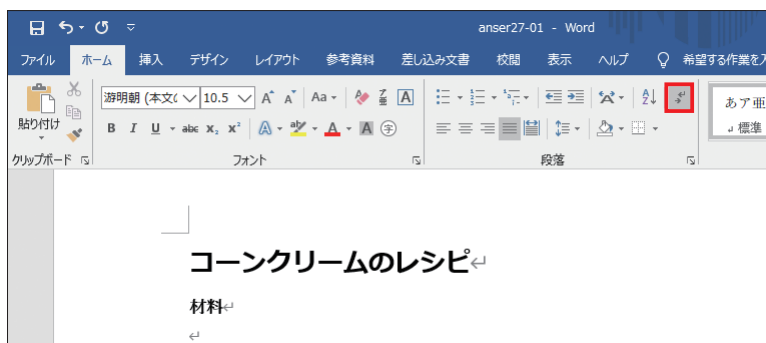 anser27-01 - Word
ファイル ホーム 挿入 デザイン レイアウト 参考資料 差し込み文書 校閲 表示 ヘルプ 希望する作業を入
游明朝 (本文( 10.5 A A Aa A
あア亜
貼り付け B I U abc x₂ x² A aby A A 字
↲ 標準
クリップボード フォント 段落
コーンクリームのレシピ↵
材料↵
↵